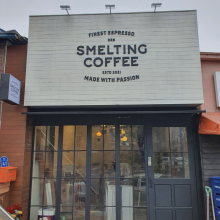 FINEST ESPRESSO
BAR
SMELTING
COFFEE
ESTD 2021
MADE WITH PASSION